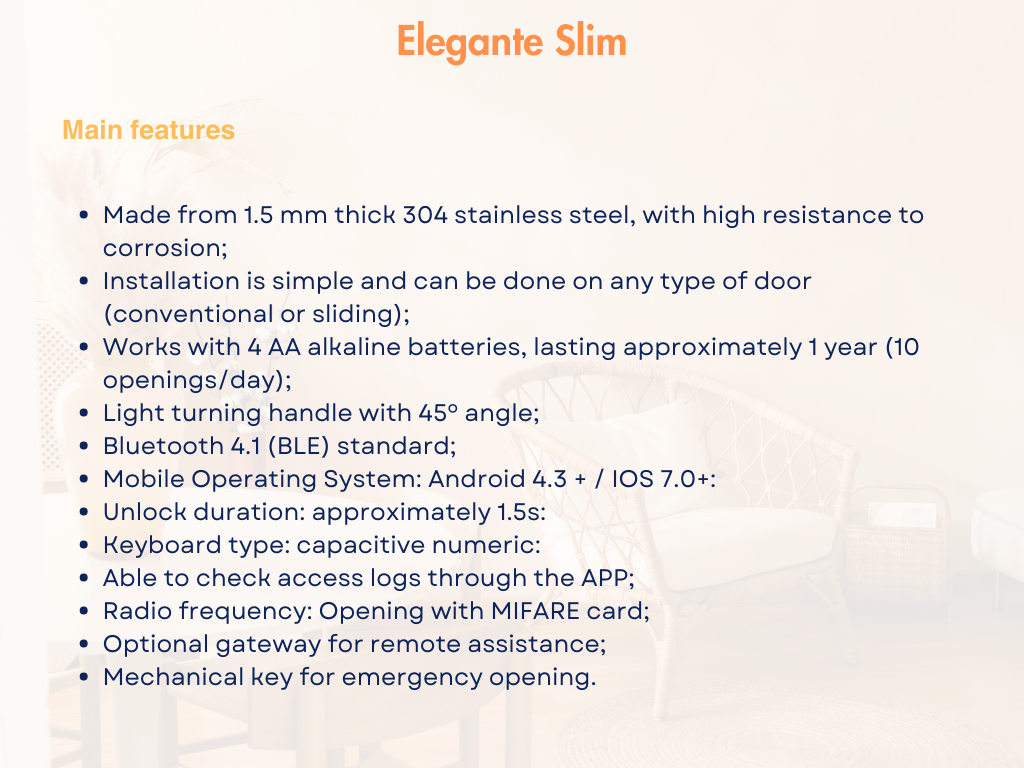 Elegante Slim
Main features
• Made from 1.5 mm thick 304 stainless steel, with high resistance to
corrosion;
• Installation is simple and can be done on any type of door
(conventional or sliding);
• Works with 4 AA alkaline batteries, lasting approximately 1 year (10
openings/day);
• Light turning handle with 45º angle;
• Bluetooth 4.1 (BLE) standard;
• Mobile Operating System: Android 4.3 + / IOS 7.0+:
• Unlock duration: approximately 1.5s:
• Keyboard type: capacitive numeric:
• Able to check access logs through the APP;
• Radio frequency: Opening with MIFARE card;
• Optional gateway for remote assistance;
• Mechanical key for emergency opening.